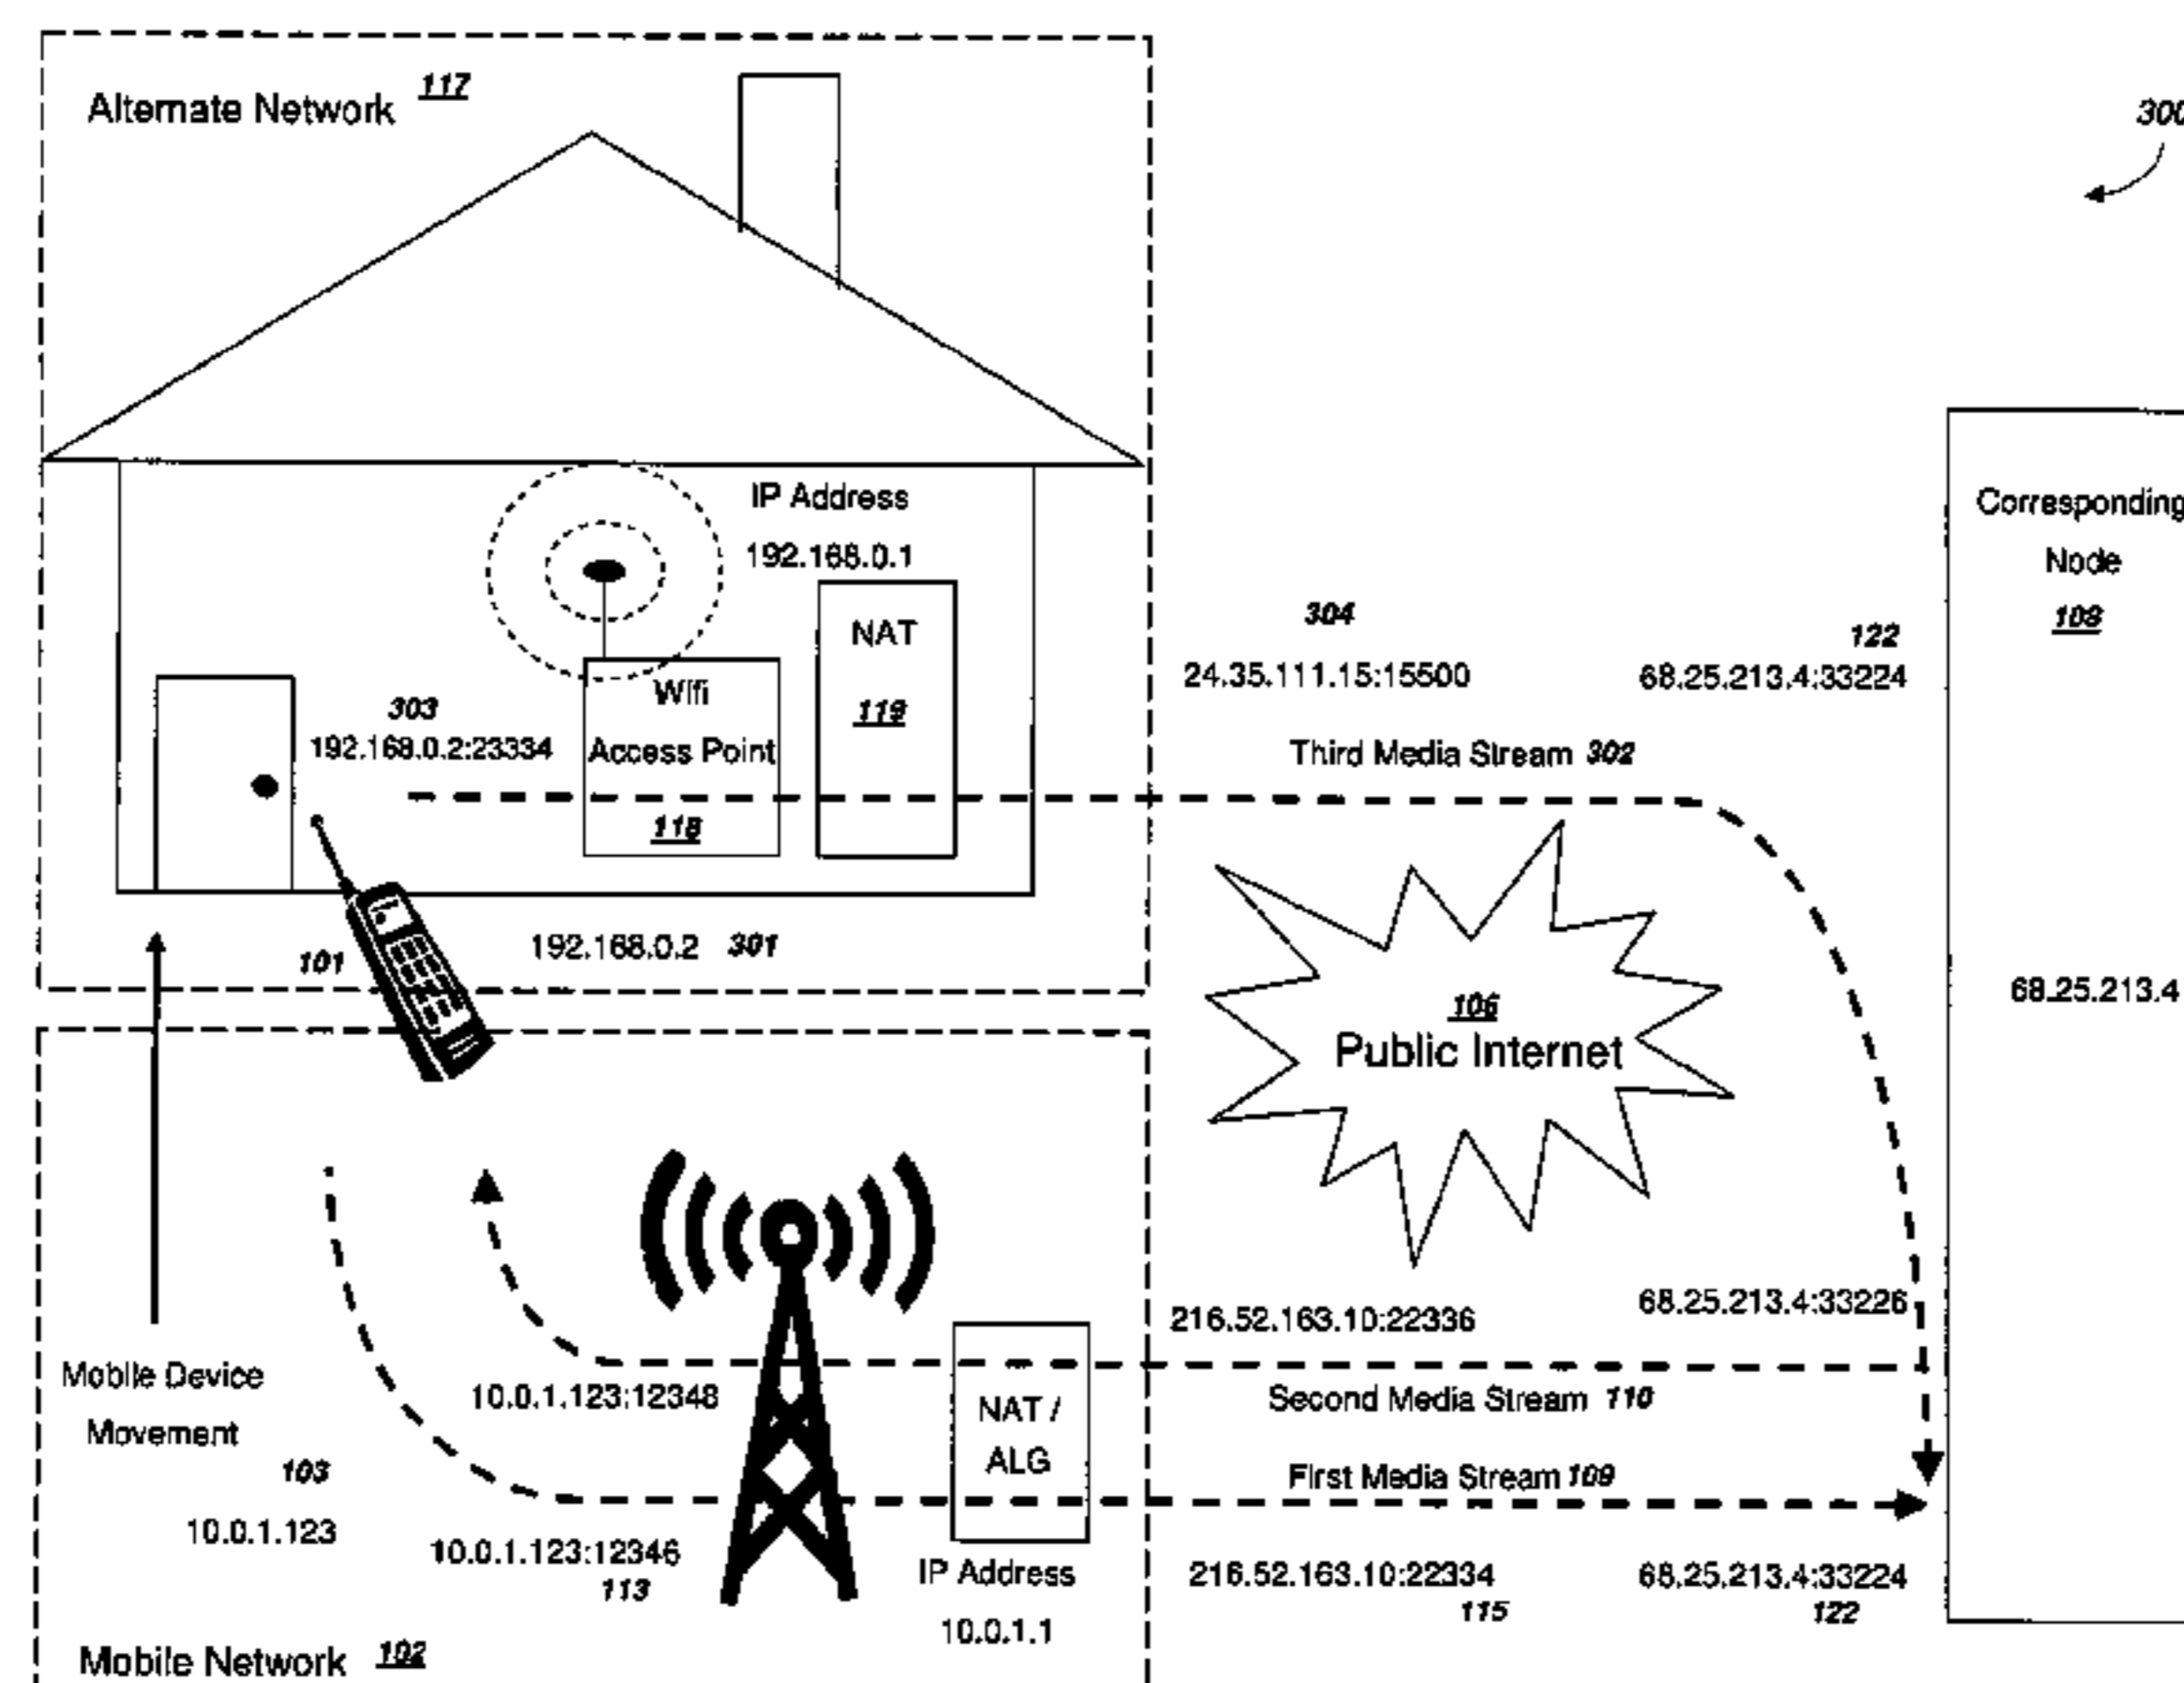 Alternate Network 117
300
IP Address
192.168.0.1
Corresponding
Node
108
NAT
119
304
122
24.35.111.15:15500
68.25.213.4:33224
303
192.168.0.2:23334
Wifi
Access Point
118
Third Media Stream 302
192.168.0.2 301
101
68.25.213.4
106
Public Internet
216.52.163.10:22336
68.25.213.4:33226
Mobile Device
Movement
10.0.1.123:12348
NAT /
ALG
Second Media Stream 110
First Media Stream 109
103
10.0.1.123
10.0.1.123:12346
113
IP Address
10.0.1.1
216.52.163.10:22334
115
68.25.213.4:33224
122
Mobile Network 102